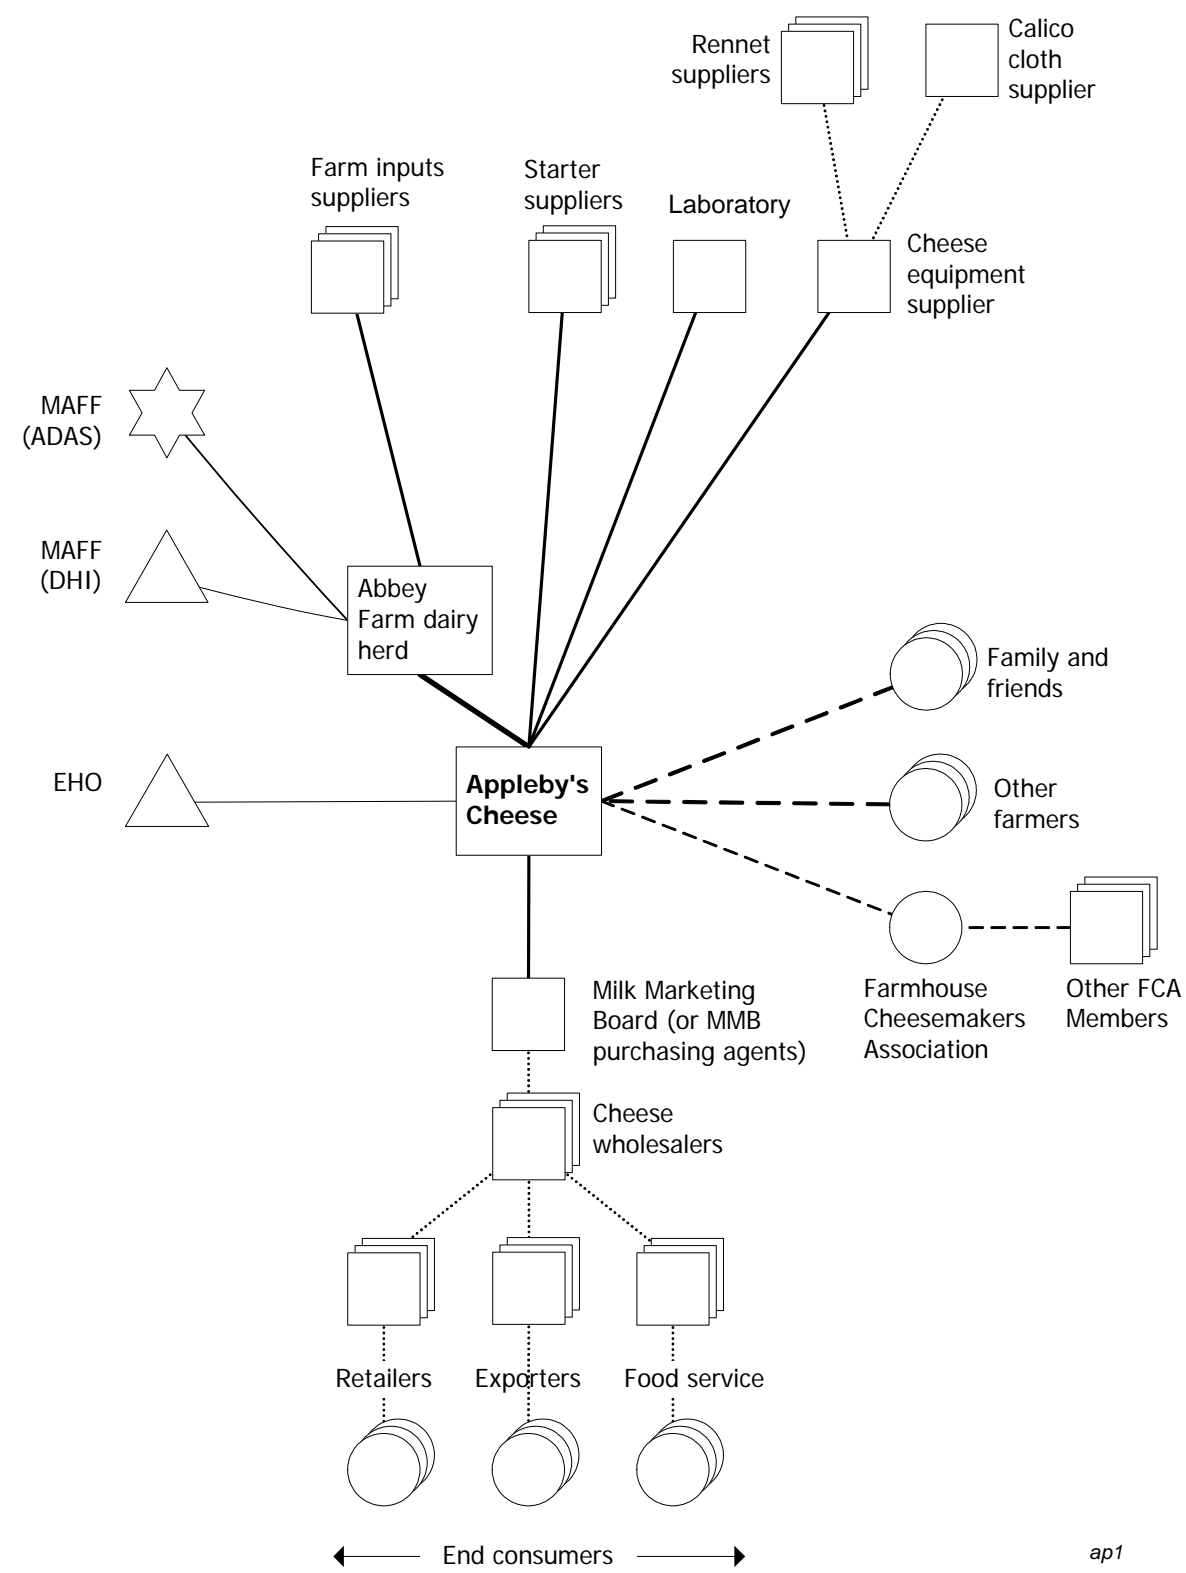 Rennet
suppliers
Calico
cloth
supplier
Farm inputs
suppliers
Starter
suppliers
Laboratory
Cheese
equipment
supplier
MAFF
(ADAS)
MAFF
(DHI)
Abbey
Farm dairy
herd
Family and
friends
EHO
Appleby's
Cheese
Other
farmers
Farmhouse
Cheesemakers
Association
Other FCA
Members
Milk Marketing
Board (or MMB
purchasing agents)
Cheese
wholesalers
Retailers
Exporters
Food service
End consumers
ap1